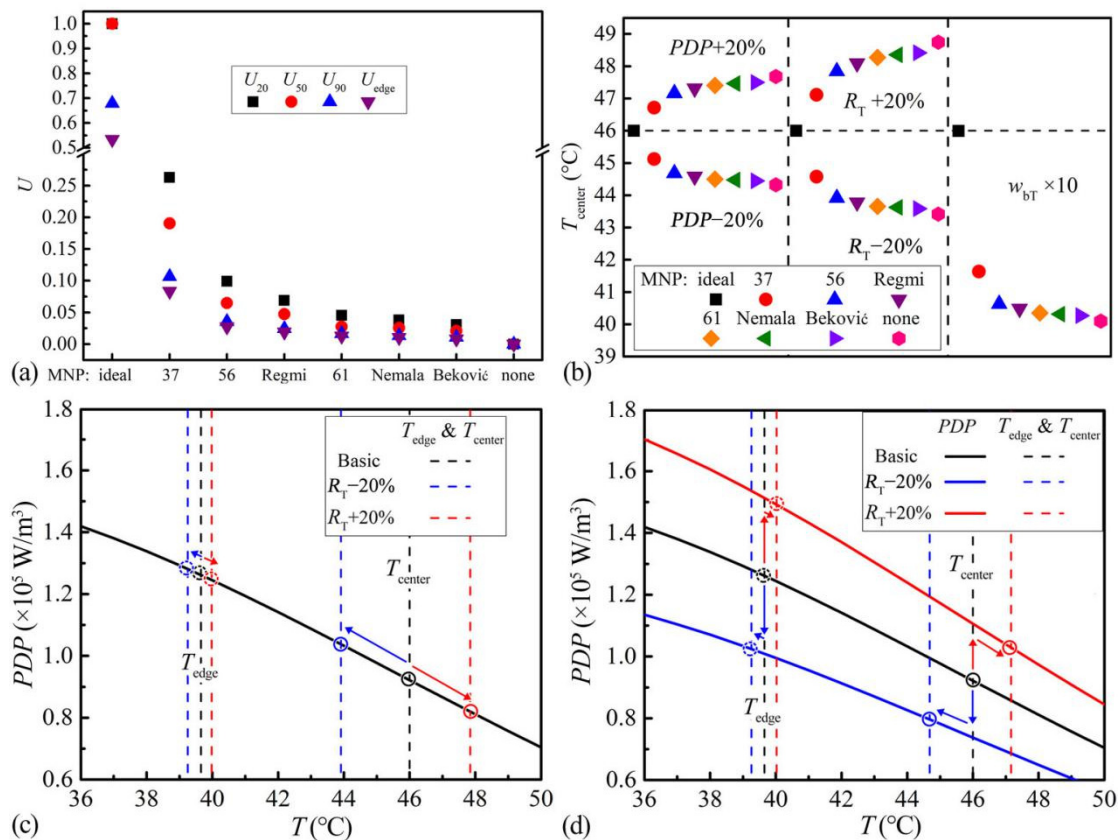 1.0
0.9
0.8
0.7
0.6
0.5
0.25
0.20
0.15
0.10
0.05
0.00
U
U20 U50 U90 Uedge
(a)
MNP: ideal 37 56 Regmi 61 Nemala Beković none
49
48
47
46
45
44
43
42
41
40
39
Tcenter (°C)
PDP+20%
RT +20%
PDP−20%
RT−20%
wbT ×10
MNP: ideal 37 56 Regmi
61 Nemala Beković none
(b)
1.8
1.6
1.4
1.2
1.0
0.8
0.6
PDP (×10⁵ W/m³)
Tedge & Tcenter
Basic
RT−20%
RT+20%
Tcenter
Tedge
36 38 40 42 44 46 48 50
T (°C)
(c)
1.8
1.6
1.4
1.2
1.0
0.8
0.6
PDP (×10⁵ W/m³)
PDP Tedge & Tcenter
Basic
RT−20%
RT+20%
Tcenter
Tedge
36 38 40 42 44 46 48 50
T (°C)
(d)